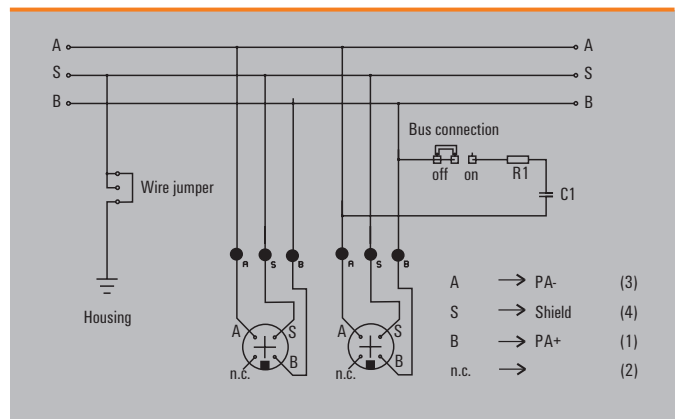 A A
S S
B B
Bus connection
off on R1
C1
Wire jumper
A S B A S B
Housing
A S A S
B B
n.c. n.c.
A → PA- (3)
S → Shield (4)
B → PA+ (1)
n.c. → (2)